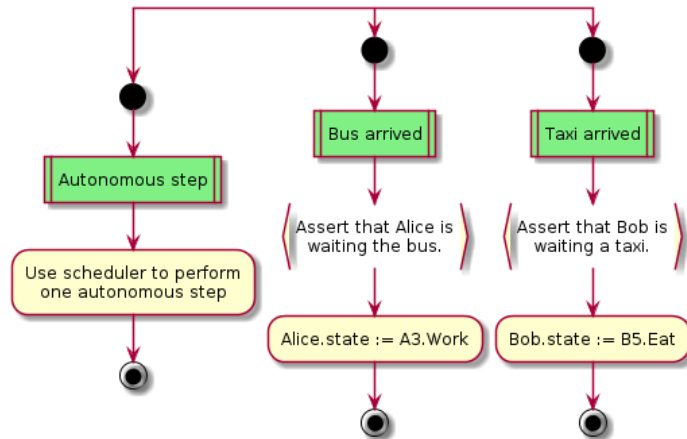 Autonomous step
Use scheduler to perform
one autonomous step
Bus arrived
Assert that Alice is
waiting the bus.
Alice.state := A3.Work
Taxi arrived
Assert that Bob is
waiting a taxi.
Bob.state := B5.Eat